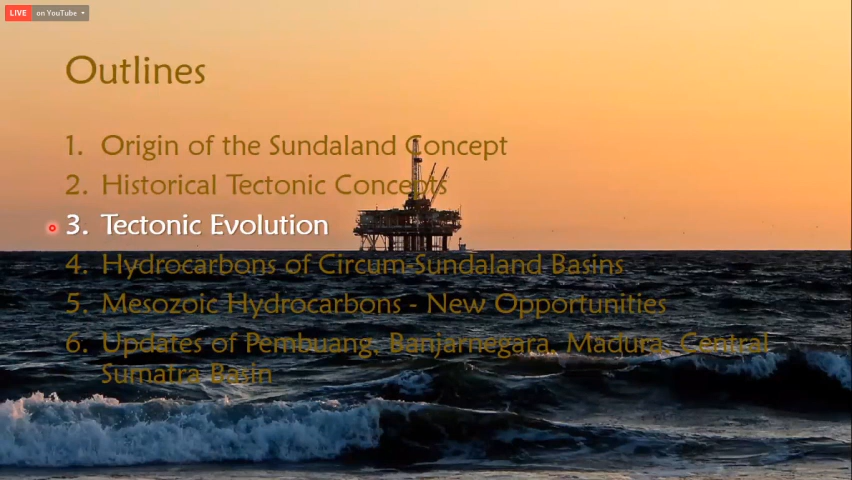 LIVE on YouTube
Outlines
1. Origin of the Sundaland Concept
2. Historical Tectonic Concepts
3. Tectonic Evolution
4. Hydrocarbons of Circum-Sundaland Basins
5. Mesozoic Hydrocarbons - New Opportunities
6. Updates of Pembuang, Banjarnegara, Madura, Central
Sumatra Basin